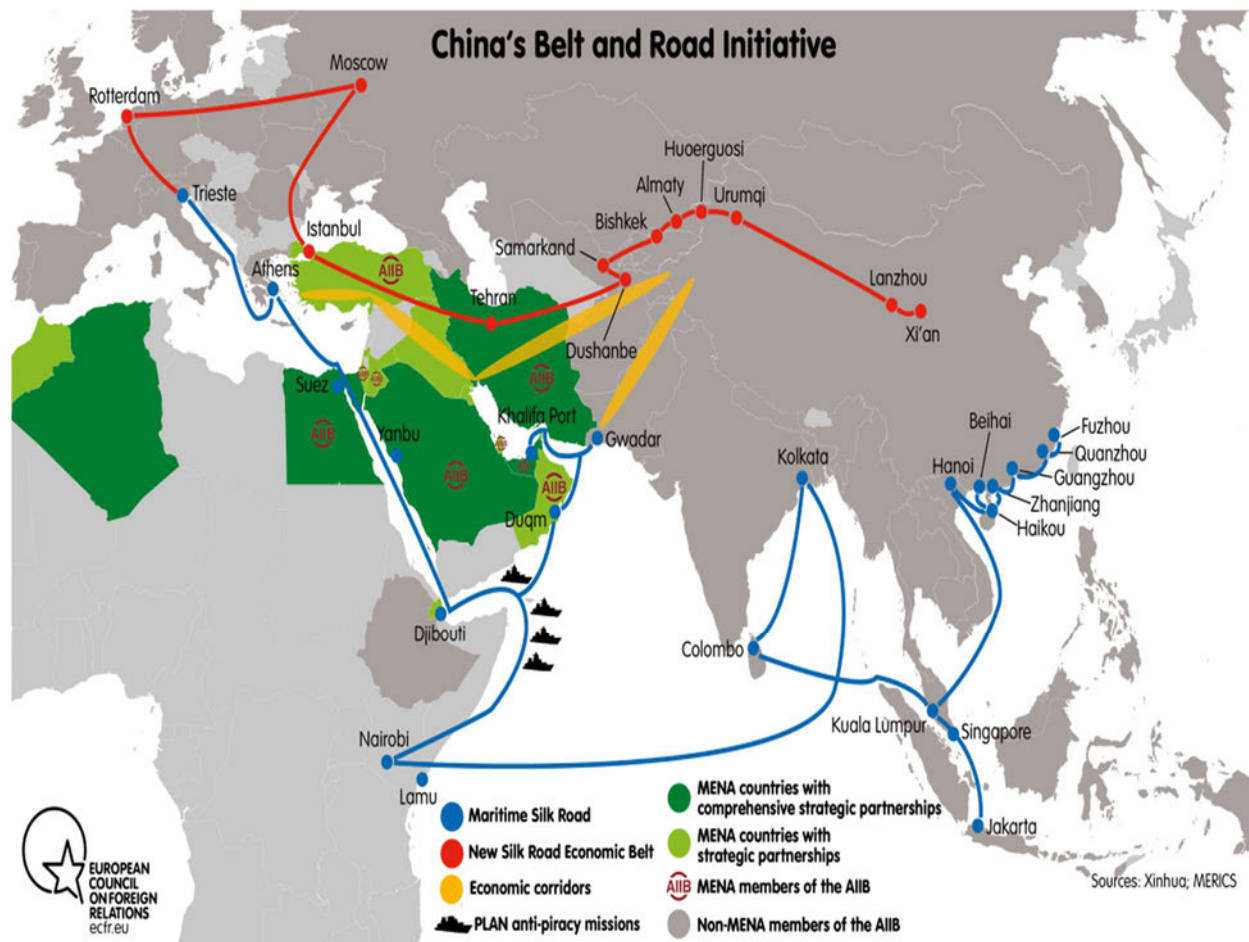 China's Belt and Road Initiative
Moscow
Rotterdam
Huoerguosi
Almaty
Urumqi
Trieste
Bishkek
Istanbul
Samarkand
Athens
AIIB
Lanzhou
Tehran
Xi'an
Dushanbe
Suez
AIIB
Khalifa Port
Beihai
Fuzhou
Yanbu
AIIB
Gwadar
Kolkata
Hanoi
Quanzhou
Guangzhou
AIIB
AIIB
Zhanjiang
Duqm
Haikou
Djibouti
Colombo
Nairobi
Kuala Lumpur
Singapore
Lamu
Jakarta
Maritime Silk Road
New Silk Road Economic Belt
Economic corridors
PLAN anti-piracy missions
MENA countries with
comprehensive strategic partnerships
MENA countries with
strategic partnerships
AIIB MENA members of the AIIB
Non-MENA members of the AIIB
EUROPEAN
COUNCIL
ON FOREIGN
RELATIONS
ecfr.eu
Sources: Xinhua; MERICS